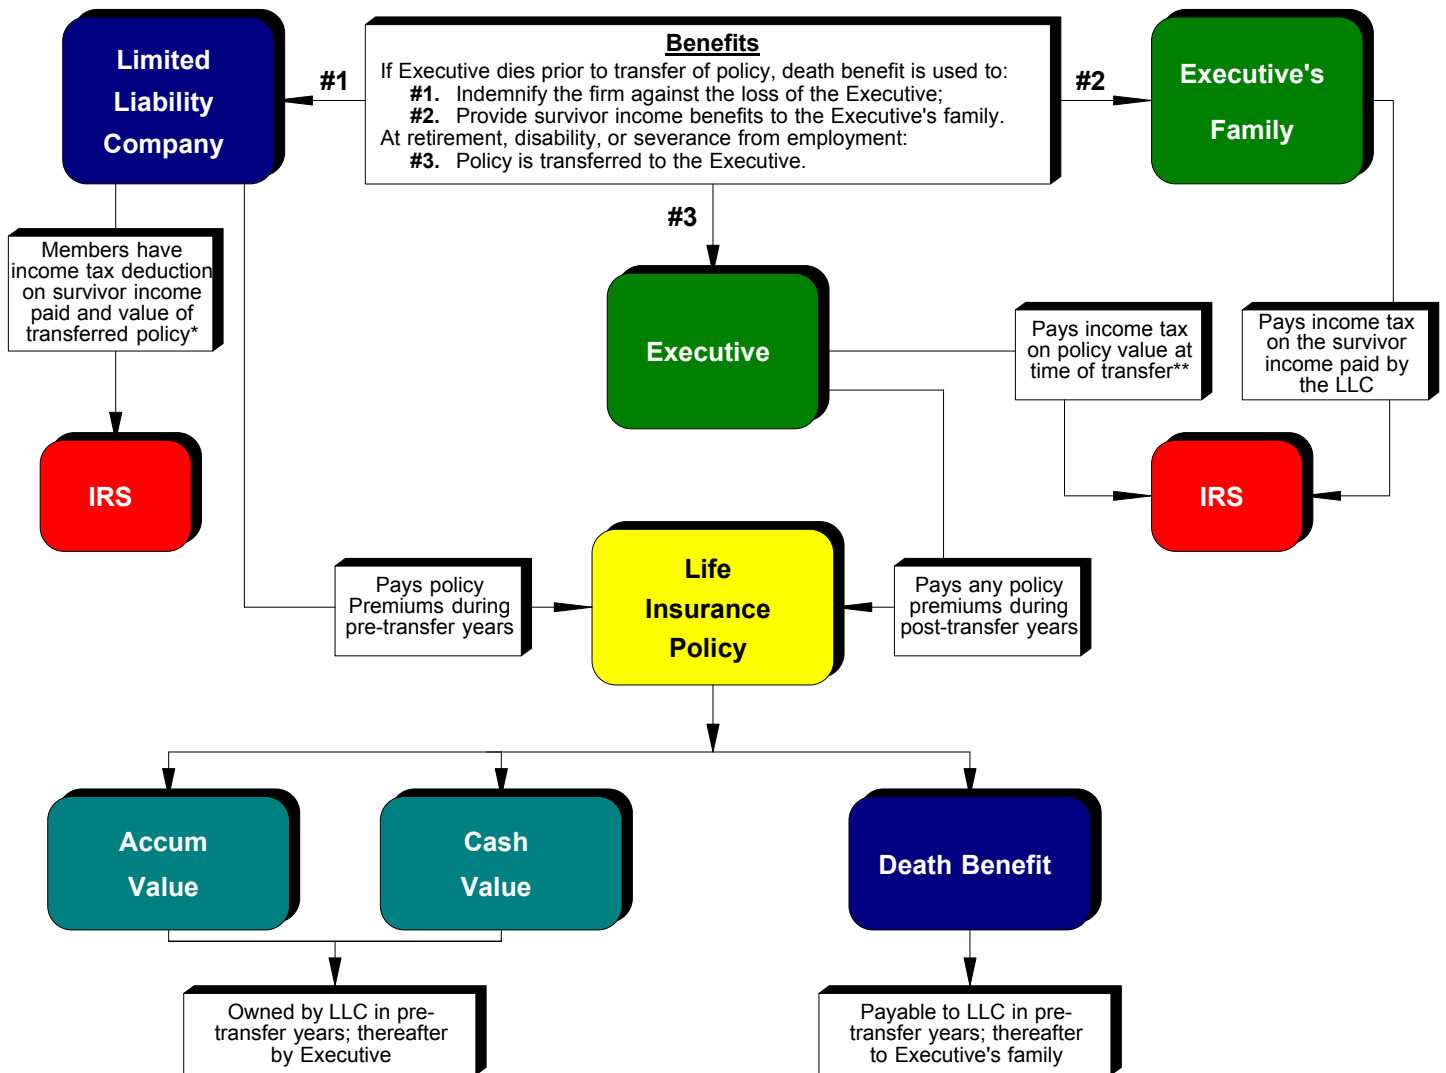 Limited
Liability
Company
#1
Benefits
If Executive dies prior to transfer of policy, death benefit is used to:
#1. Indemnify the firm against the loss of the Executive;
#2. Provide survivor income benefits to the Executive's family.
At retirement, disability, or severance from employment:
#3. Policy is transferred to the Executive.
#2
Executive's
Family
#3
Members have
income tax deduction
on survivor income
paid and value of
transferred policy*
Executive
Pays income tax
on policy value at
time of transfer**
Pays income tax
on the survivor
income paid by
the LLC
IRS
IRS
Pays policy
Premiums during
pre-transfer years
Life
Insurance
Policy
Pays any policy
premiums during
post-transfer years
Accum
Value
Cash
Value
Death Benefit
Owned by LLC in pre-
transfer years; thereafter
by Executive
Payable to LLC in pre-
transfer years; thereafter
to Executive's family